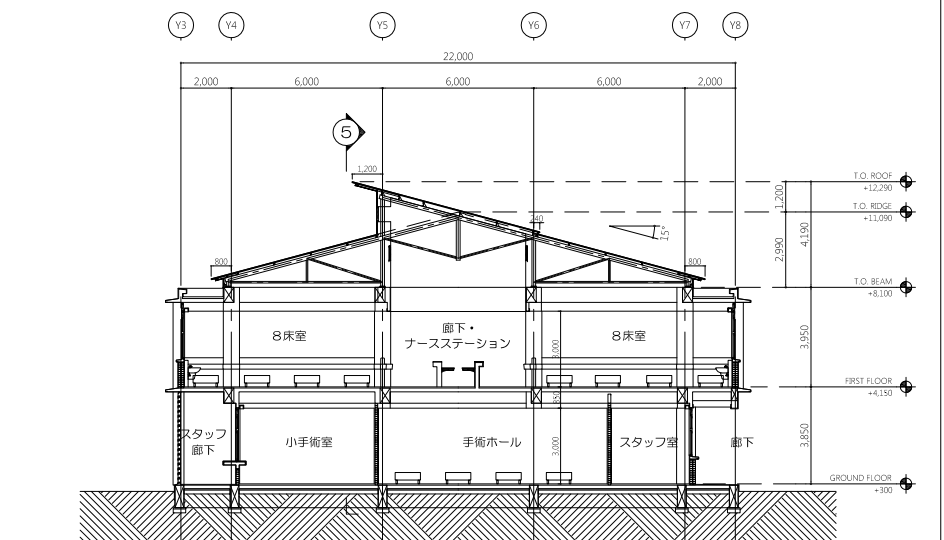 Y3 Y4 Y5 Y6 Y7 Y8
22,000
2,000 6,000 6,000 6,000 2,000
5
1,200
T.O. ROOF
+12,290
1,200
T.O. RIDGE
+11,090
240
15°
4,190
2,990
800
800
T.O. BEAM
+8,100
8床室
廊下・
ナースステーション
8床室
3,000
3,950
FIRST FLOOR
+4,150
850
スタッフ
廊下
小手術室
手術ホール
スタッフ室
廊下
3,000
3,850
GROUND FLOOR
+300